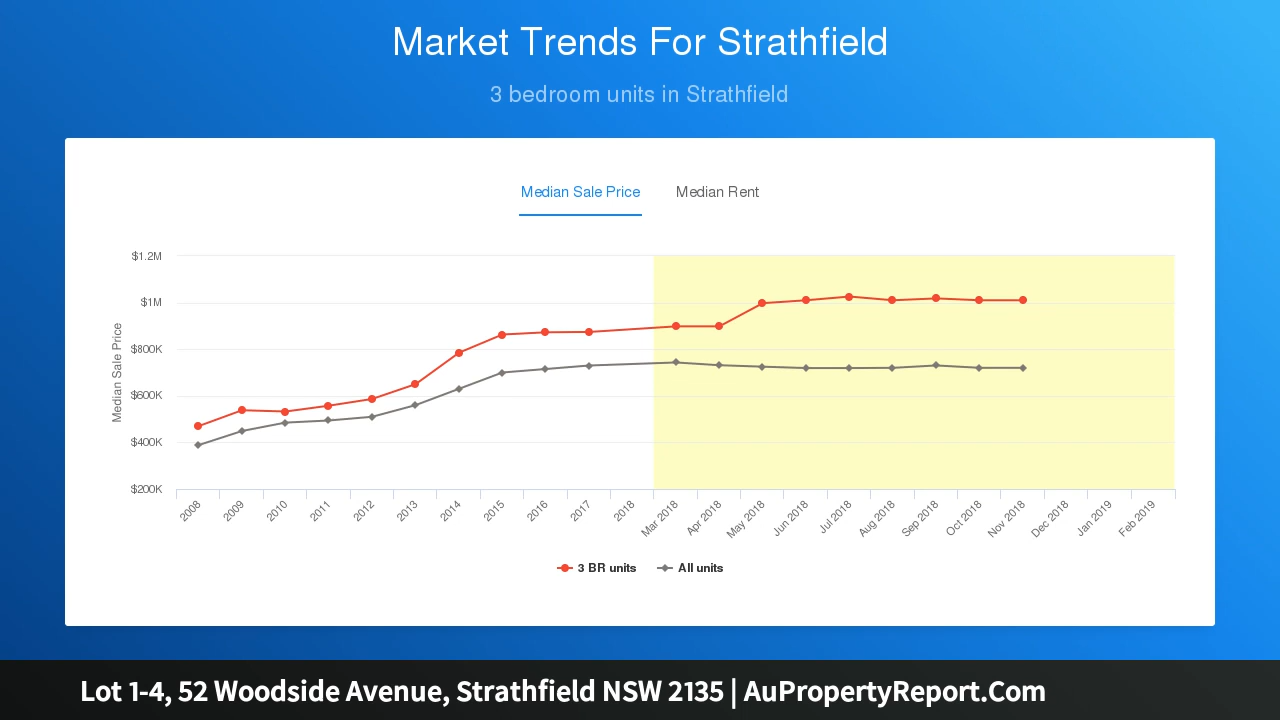 Market Trends For Strathfield
3 bedroom units in Strathfield
Median Sale Price Median Rent
$1.2M
$1M
$800K
$600K
$400K
$200K
Median Sale Price
2008 2009 2010 2011 2012 2013 2014 2015 2016 2017 2018 Mar 2018 Apr 2018 May 2018 Jun 2018 Jul 2018 Aug 2018 Sep 2018 Oct 2018 Nov 2018 Dec 2018 Jan 2019 Feb 2019
3 BR units All units
Lot 1-4, 52 Woodside Avenue, Strathfield NSW 2135 | AuPropertyReport.Com